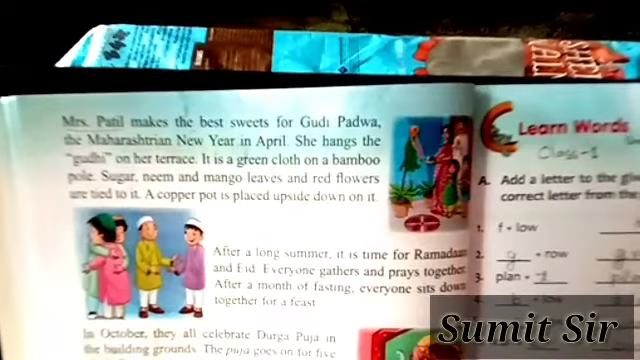 Mrs. Patil makes the best sweets for Gudi Padwa,
the Maharashtrian New Year in April. She hangs the
"gudhi" on her terrace. It is a green cloth on a bamboo
pole. Sugar, neem and mango leaves and red flowers
are tied to it. A copper pot is placed upside down on it.
After a long summer, it is time for Ramadaan
and Eid. Everyone gathers and prays together.
After a month of fasting, everyone sits down
together for a feast
In October, they all celebrate Durga Puja in
the building grounds. The puja goes on for five
Learn Words
Class-1
A. Add a letter to the
correct letter from the
1. f + low
2. g + row
3. plan +
4. b + low
Sumit Sir